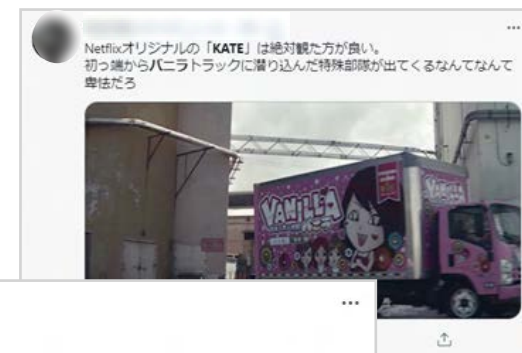 Netflixオリジナルの「KATE」は絶対観た方が良い。
初っ端からバニラトラックに潜り込んだ特殊部隊が出てくるなんてなんて
卑怯だろ
VANILLA